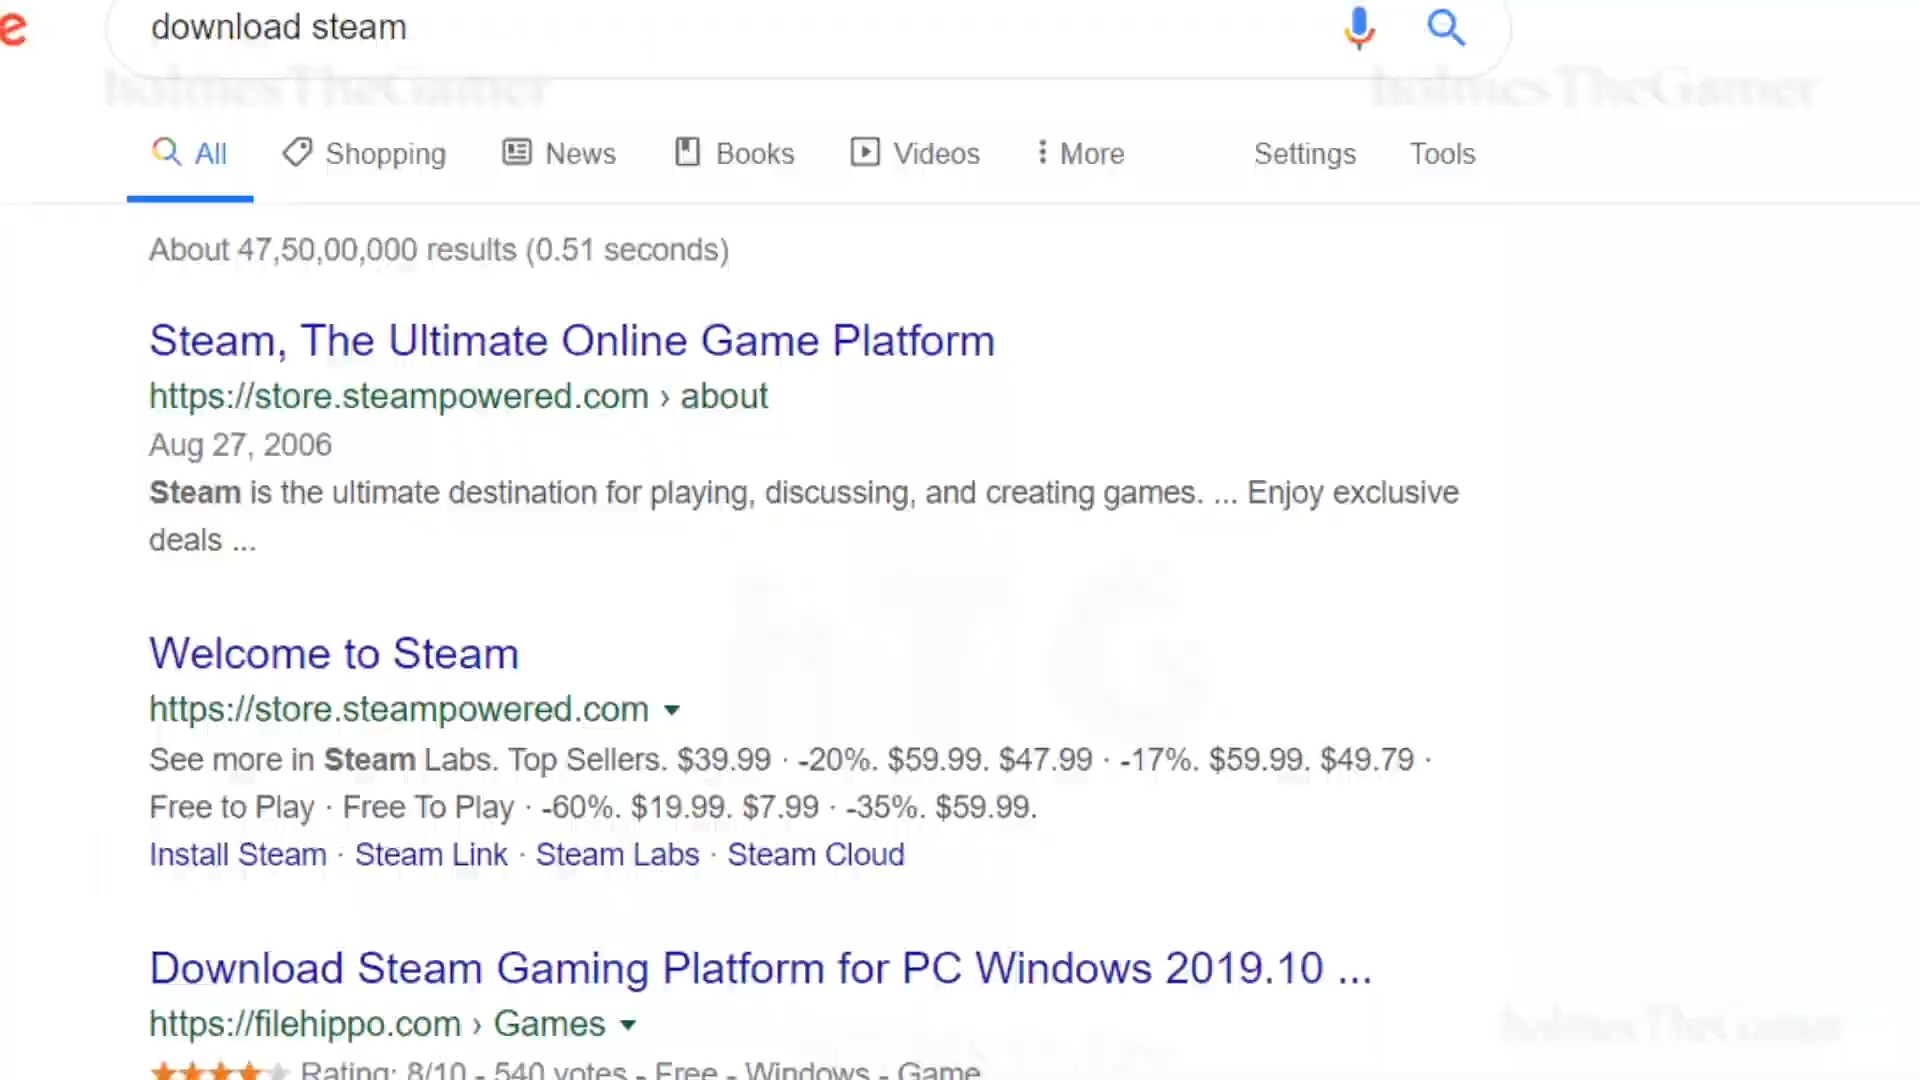 e
download steam
holmesTheGamer holmesTheGamer
All Shopping News Books Videos More Settings Tools
About 47,50,00,000 results (0.51 seconds)
Steam, The Ultimate Online Game Platform
https://store.steampowered.com › about
Aug 27, 2006
Steam is the ultimate destination for playing, discussing, and creating games. ... Enjoy exclusive
deals ...
hTG
Welcome to Steam
https://store.steampowered.com
See more in Steam Labs. Top Sellers. $39.99 · -20%. $59.99. $47.99 · -17%. $59.99. $49.79 ·
Free to Play · Free To Play · -60%. $19.99. $7.99 · -35%. $59.99.
Install Steam · Steam Link · Steam Labs · Steam Cloud
Download Steam Gaming Platform for PC Windows 2019.10 ...
https://filehippo.com › Games
holmesTheGamer
Rating: 8/10 - 540 votes - Free - Windows - Game